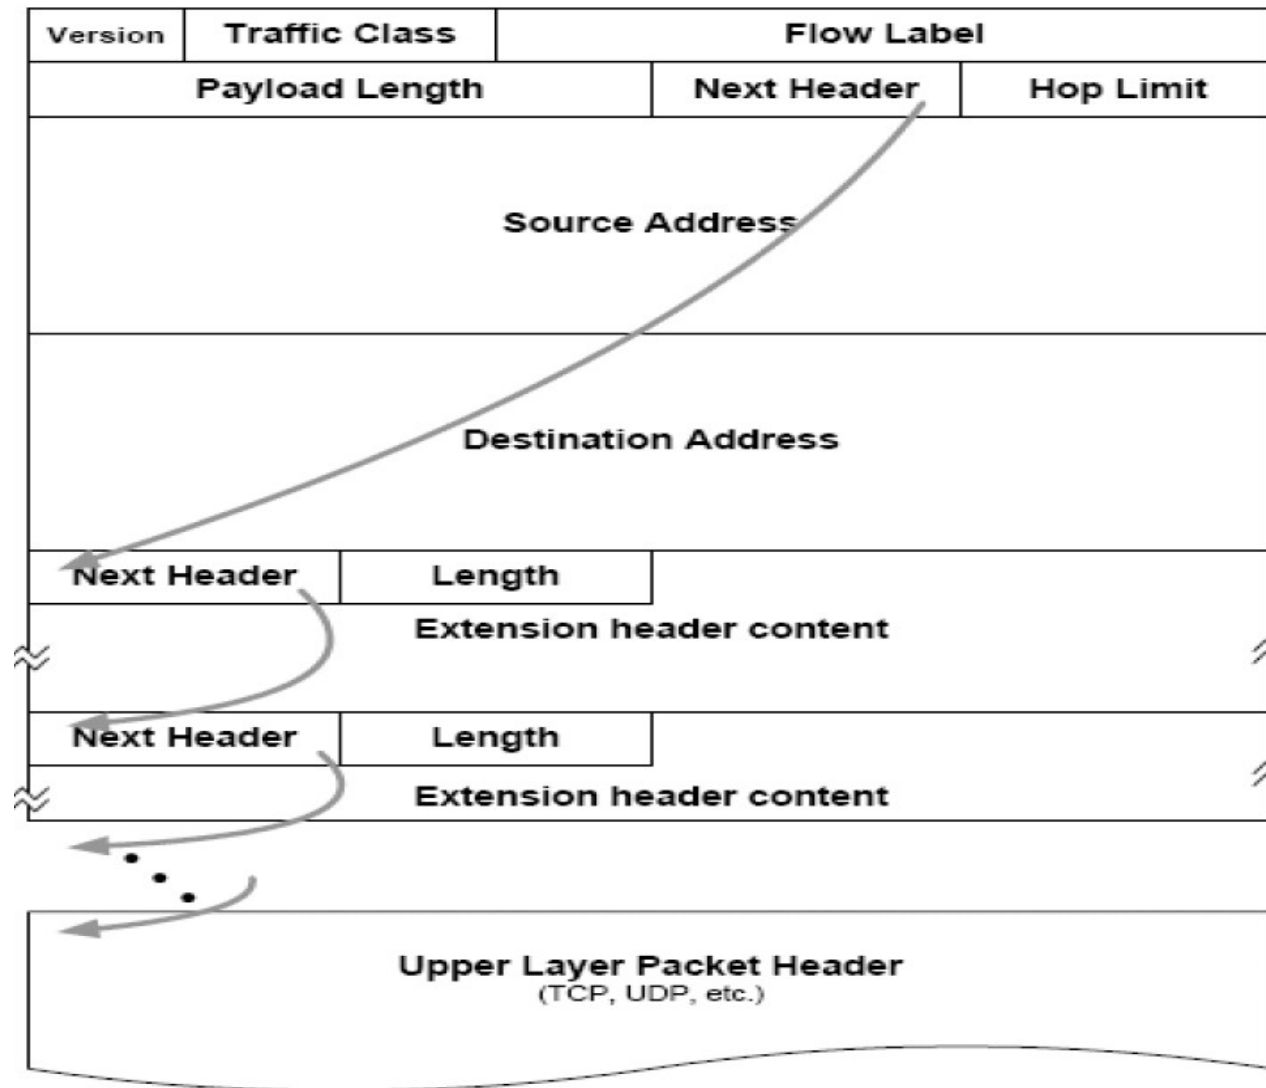 Version Traffic Class Flow Label
Payload Length Next Header Hop Limit
Source Address
Destination Address
Next Header Length
Extension header content
Next Header Length
Extension header content
Upper Layer Packet Header
(TCP, UDP, etc.)